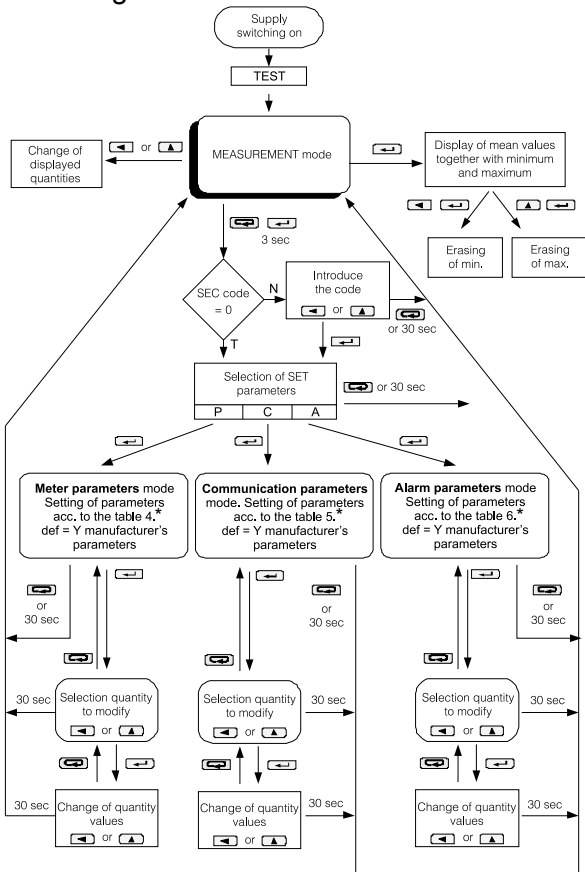 Supply
switching on
TEST
Change of
displayed
quantities
or
MEASUREMENT mode
Display of mean values
together with minimum
and maximum
3 sec
Erasing
of min.
Erasing
of max.
SEC code
= 0
N
T
Introduce
the code
or
or 30 sec
Selection of SET
parameters
P C A
or 30 sec
Meter parameters mode
Setting of parameters
acc. to the table 4.*
def = Y manufacturer's
parameters
Communication parameters
mode. Setting of parameters
acc. to the table 5.*
def = Y manufacturer's
parameters
Alarm parameters mode
Setting of parameters
acc. to the table 6.*
def = Y manufacturer's
parameters
or
30 sec
or
30 sec
or
30 sec
30 sec
Selection quantity
to modify
or
Selection quantity
to modify
or
30 sec
Selection quantity
to modify
or
30 sec
30 sec
Change of quantity
values
or
Change of quantity
values
or
30 sec
Change of quantity
values
or
30 sec